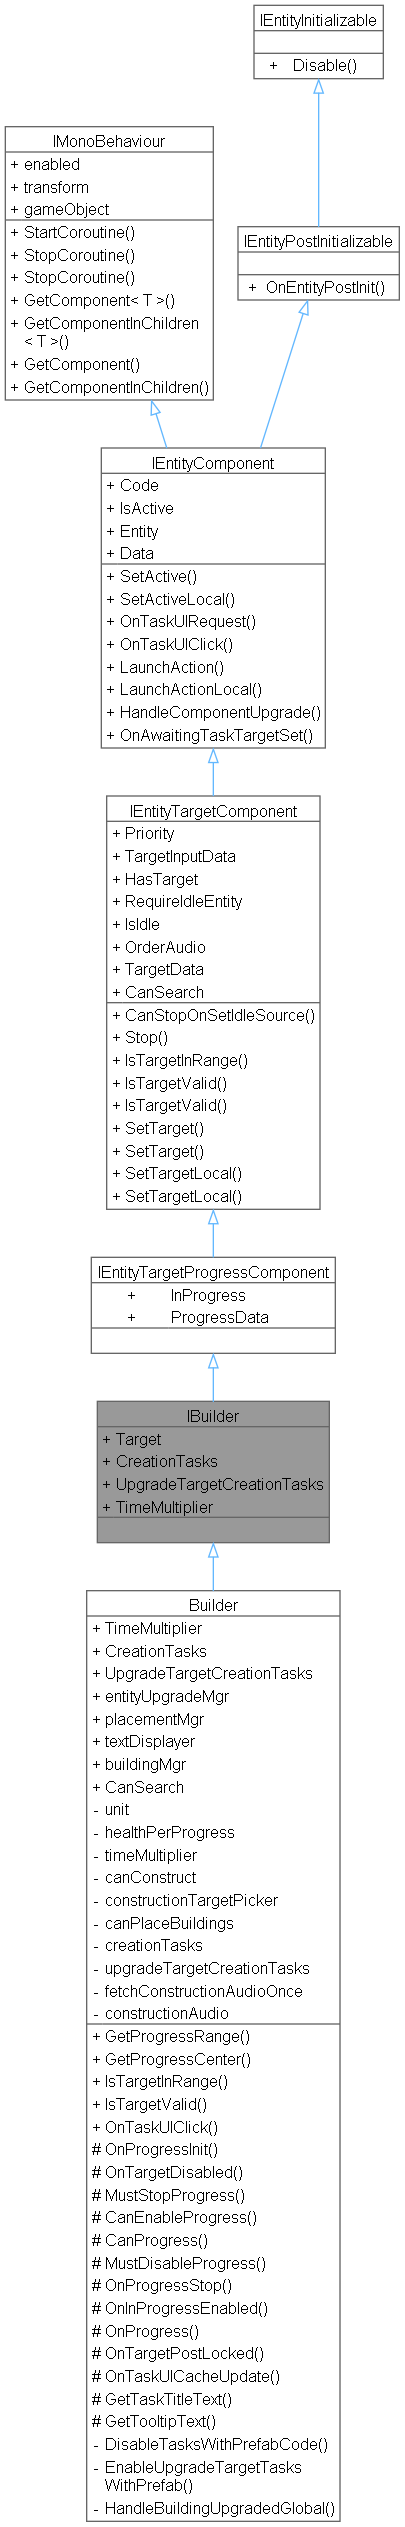 IEntityInitializable
+ Disable()
IMonoBehaviour
+ enabled
+ transform
+ gameObject
+ StartCoroutine()
+ StopCoroutine()
+ StopCoroutine()
+ GetComponent< T >()
+ GetComponentInChildren
< T >()
+ GetComponent()
+ GetComponentInChildren()
IEntityPostInitializable
+ OnEntityPostInit()
IEntityComponent
+ Code
+ IsActive
+ Entity
+ Data
+ SetActive()
+ SetActiveLocal()
+ OnTaskUIRequest()
+ OnTaskUIClick()
+ LaunchAction()
+ LaunchActionLocal()
+ HandleComponentUpgrade()
+ OnAwaitingTaskTargetSet()
IEntityTargetComponent
+ Priority
+ TargetInputData
+ HasTarget
+ RequireIdleEntity
+ IsIdle
+ OrderAudio
+ TargetData
+ CanSearch
+ CanStopOnSetIdleSource()
+ Stop()
+ IsTargetInRange()
+ IsTargetValid()
+ IsTargetValid()
+ SetTarget()
+ SetTarget()
+ SetTargetLocal()
+ SetTargetLocal()
IEntityTargetProgressComponent
+ InProgress
+ ProgressData
IBuilder
+ Target
+ CreationTasks
+ UpgradeTargetCreationTasks
+ TimeMultiplier
Builder
+ TimeMultiplier
+ CreationTasks
+ UpgradeTargetCreationTasks
+ entityUpgradeMgr
+ placementMgr
+ textDisplayer
+ buildingMgr
+ CanSearch
- unit
- healthPerProgress
- timeMultiplier
- canConstruct
- constructionTargetPicker
- canPlaceBuildings
- creationTasks
- upgradeTargetCreationTasks
- fetchConstructionAudioOnce
- constructionAudio
+ GetProgressRange()
+ GetProgressCenter()
+ IsTargetInRange()
+ IsTargetValid()
+ OnTaskUIClick()
# OnProgressInit()
# OnTargetDisabled()
# MustStopProgress()
# CanEnableProgress()
# CanProgress()
# MustDisableProgress()
# OnProgressStop()
# OnInProgressEnabled()
# OnProgress()
# OnTargetPostLocked()
# OnTaskUICacheUpdate()
# GetTaskTitleText()
# GetTooltipText()
- DisableTasksWithPrefabCode()
- EnableUpgradeTargetTasks
WithPrefab()
- HandleBuildingUpgradedGlobal()